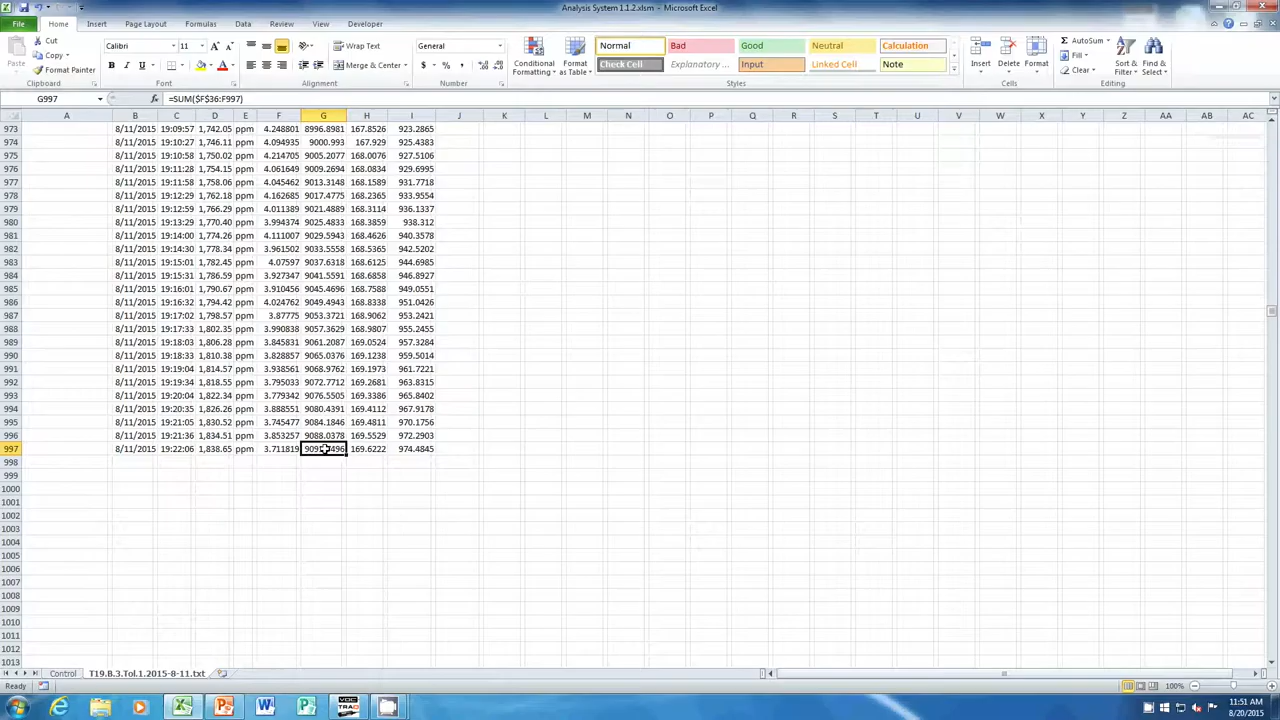 Analysis System 1.1.2.xlsm - Microsoft Excel
File Home Insert Page Layout Formulas Data Review View Developer
Cut Calibri 11 Wrap Text General Normal Bad Good Neutral Calculation AutoSum
Copy Fill
Paste Format Painter B I U Merge & Center $ % , Conditional Formatting Format as Table Check Cell Explanatory ... Input Linked Cell Note Insert Delete Format Clear Sort & Filter Find & Select
Clipboard Font Alignment Number Styles Cells Editing
G997 fx =SUM($F$36:F997)
A B C D E F G H I J K L M N O P Q R S T U V W X Y Z AA AB AC
973 8/11/2015 19:09:57 1,742.05 ppm 4.248801 8996.8981 167.8526 923.2865
974 8/11/2015 19:10:27 1,746.11 ppm 4.094935 9000.993 167.929 925.4383
975 8/11/2015 19:10:58 1,750.02 ppm 4.214705 9005.2077 168.0076 927.5106
976 8/11/2015 19:11:28 1,754.15 ppm 4.061649 9009.2694 168.0834 929.6995
977 8/11/2015 19:11:58 1,758.06 ppm 4.045462 9013.3148 168.1589 931.7718
978 8/11/2015 19:12:29 1,762.18 ppm 4.162685 9017.4775 168.2365 933.9554
979 8/11/2015 19:12:59 1,766.29 ppm 4.011389 9021.4889 168.3114 936.1337
980 8/11/2015 19:13:29 1,770.40 ppm 3.994374 9025.4833 168.3859 938.312
981 8/11/2015 19:14:00 1,774.26 ppm 4.111007 9029.5943 168.4626 940.3578
982 8/11/2015 19:14:30 1,778.34 ppm 3.961502 9033.5558 168.5365 942.5202
983 8/11/2015 19:15:01 1,782.45 ppm 4.07597 9037.6318 168.6125 944.6985
984 8/11/2015 19:15:31 1,786.59 ppm 3.927347 9041.5591 168.6858 946.8927
985 8/11/2015 19:16:01 1,790.67 ppm 3.910456 9045.4696 168.7588 949.0551
986 8/11/2015 19:16:32 1,794.42 ppm 4.024762 9049.4943 168.8338 951.0426
987 8/11/2015 19:17:02 1,798.57 ppm 3.87775 9053.3721 168.9062 953.2421
988 8/11/2015 19:17:33 1,802.35 ppm 3.990838 9057.3629 168.9807 955.2455
989 8/11/2015 19:18:03 1,806.28 ppm 3.845831 9061.2087 169.0524 957.3284
990 8/11/2015 19:18:33 1,810.38 ppm 3.828857 9065.0376 169.1238 959.5014
991 8/11/2015 19:19:04 1,814.57 ppm 3.938561 9068.9762 169.1973 961.7221
992 8/11/2015 19:19:34 1,818.55 ppm 3.795033 9072.7712 169.2681 963.8315
993 8/11/2015 19:20:04 1,822.34 ppm 3.779342 9076.5505 169.3386 965.8402
994 8/11/2015 19:20:35 1,826.26 ppm 3.888551 9080.4391 169.4112 967.9178
995 8/11/2015 19:21:05 1,830.52 ppm 3.745477 9084.1846 169.4811 970.1756
996 8/11/2015 19:21:36 1,834.51 ppm 3.853257 9088.0378 169.5529 972.2903
997 8/11/2015 19:22:06 1,838.65 ppm 3.711819 169.6222 974.4845
998
999
1000
1001
1002
1003
1004
1005
1006
1007
1008
1009
1010
1011
1012
1013
Control T19.B.3.Tol.1.2015-8-11.txt
Ready 100%
11:51 AM
8/20/2015